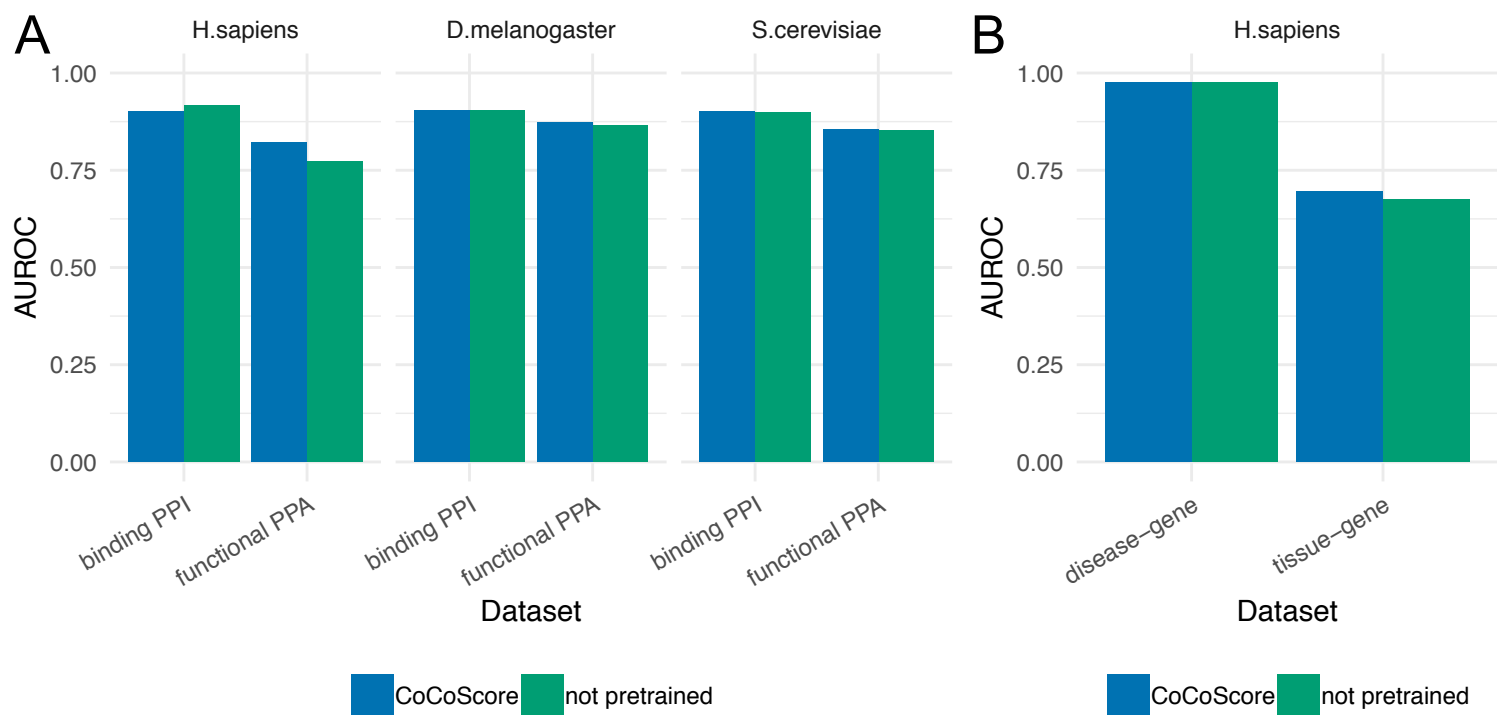 A
H.sapiens
D.melanogaster
S.cerevisiae
AUROC
1.00
0.75
0.50
0.25
0.00
binding PPI
functional PPA
binding PPI
functional PPA
binding PPI
functional PPA
Dataset
CoCoScore
not pretrained
B
H.sapiens
AUROC
1.00
0.75
0.50
0.25
0.00
disease−gene
tissue−gene
Dataset
CoCoScore
not pretrained